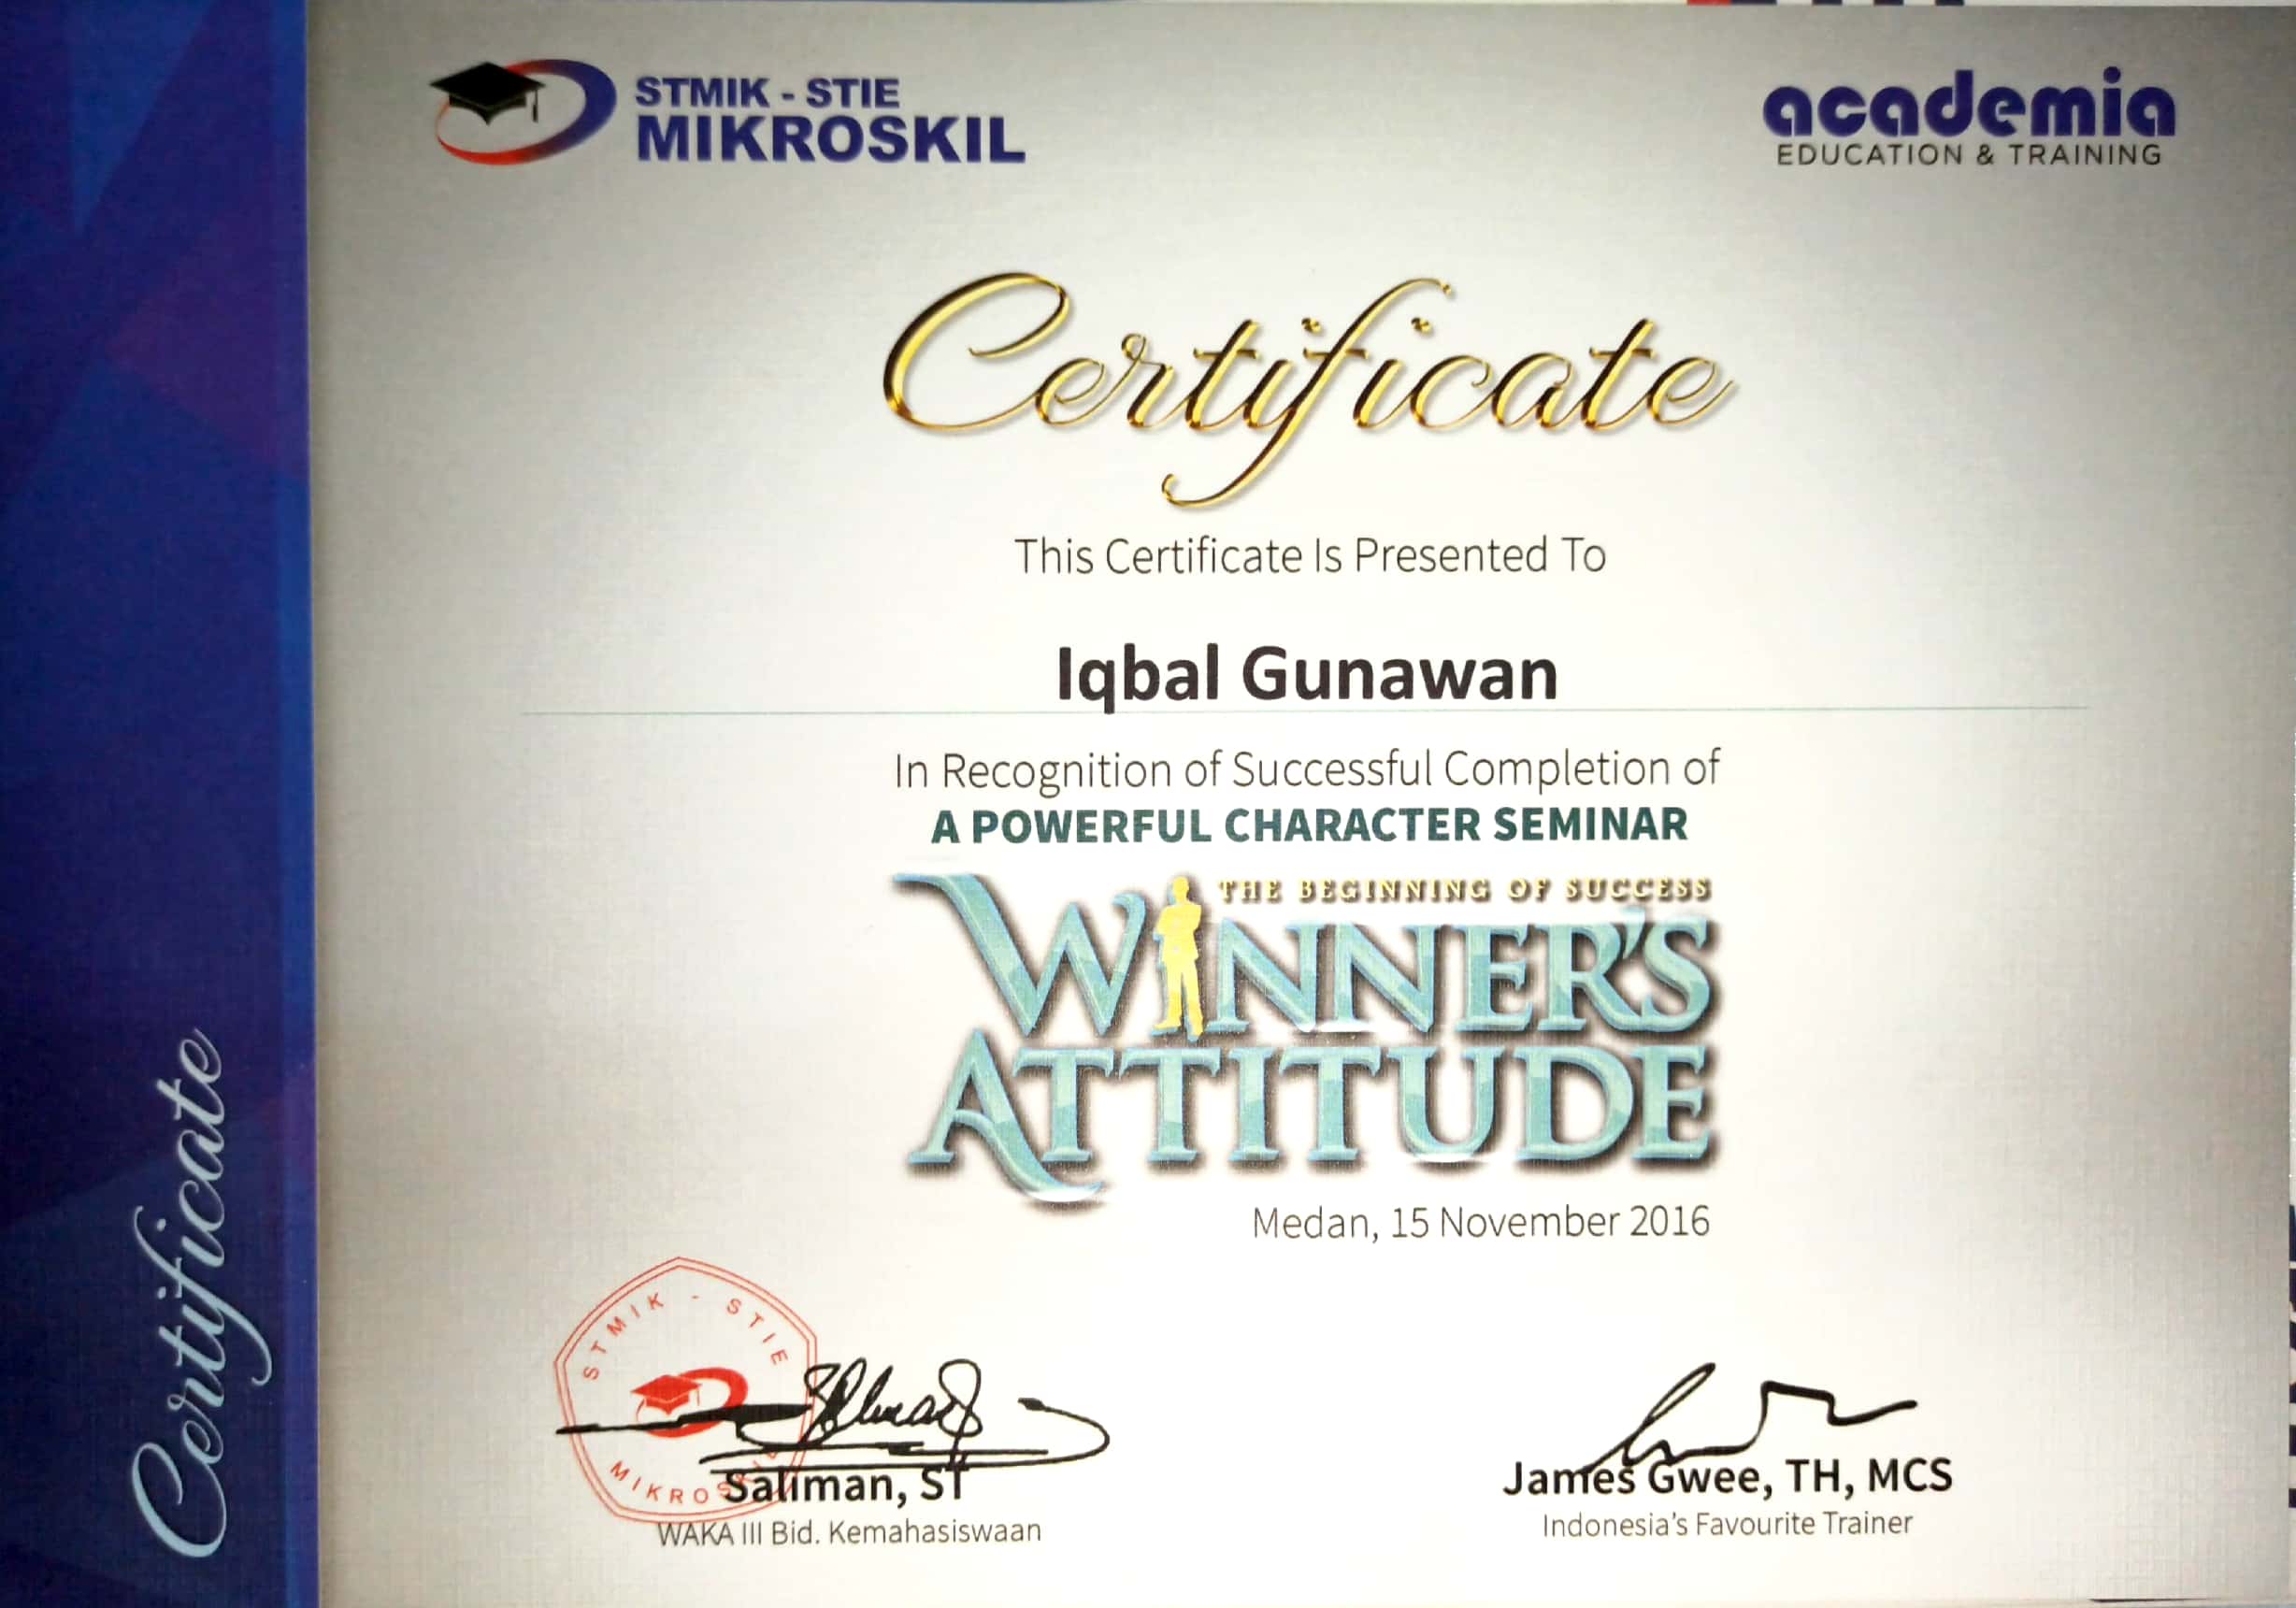 STMIK - STIE
MIKROSKIL
academia
EDUCATION & TRAINING
Certificate
This Certificate Is Presented To
Iqbal Gunawan
In Recognition of Successful Completion of
A POWERFUL CHARACTER SEMINAR
THE BEGINNING OF SUCCESS
WINNER'S
ATTITUDE
Medan, 15 November 2016
STMIK - STIE
MIKROSKIL
Saliman, ST
WAKA III Bid. Kemahasiswaan
James Gwee, TH, MCS
Indonesia's Favourite Trainer
Certificate